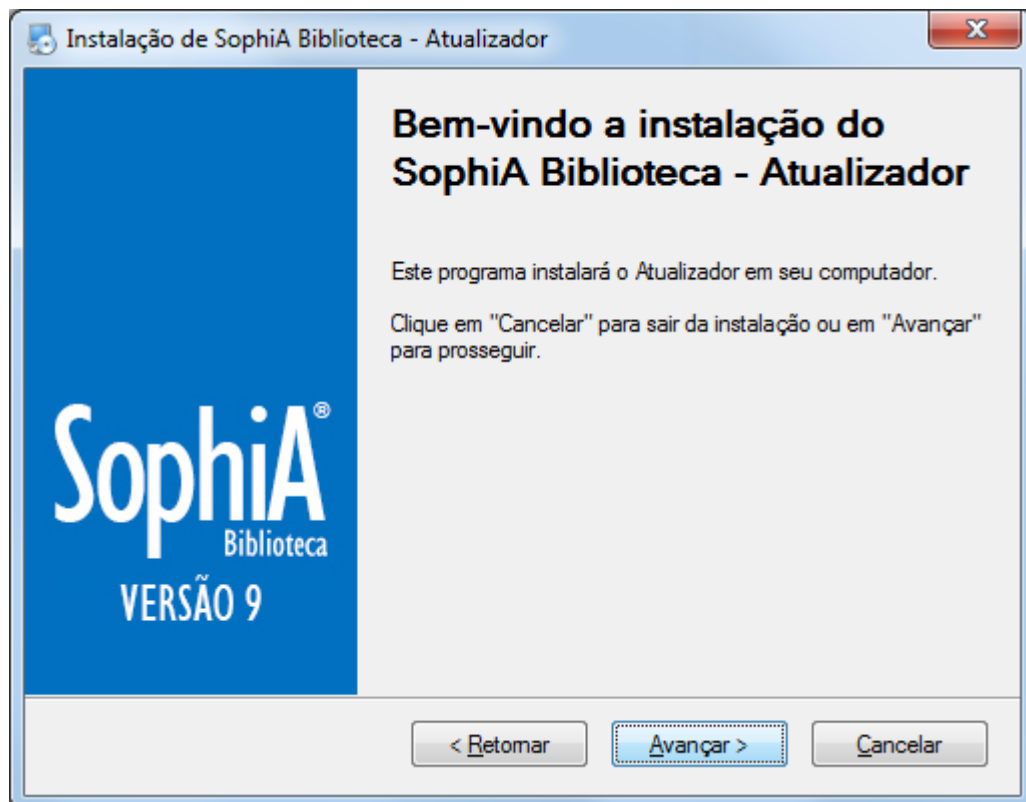 Instalação de SophiA Biblioteca - Atualizador
Bem-vindo a instalação do
SophiA Biblioteca - Atualizador
Este programa instalará o Atualizador em seu computador.
Clique em "Cancelar" para sair da instalação ou em "Avançar"
para prosseguir.
SophiA®
Biblioteca
VERSÃO 9
< Retornar
Avançar >
Cancelar